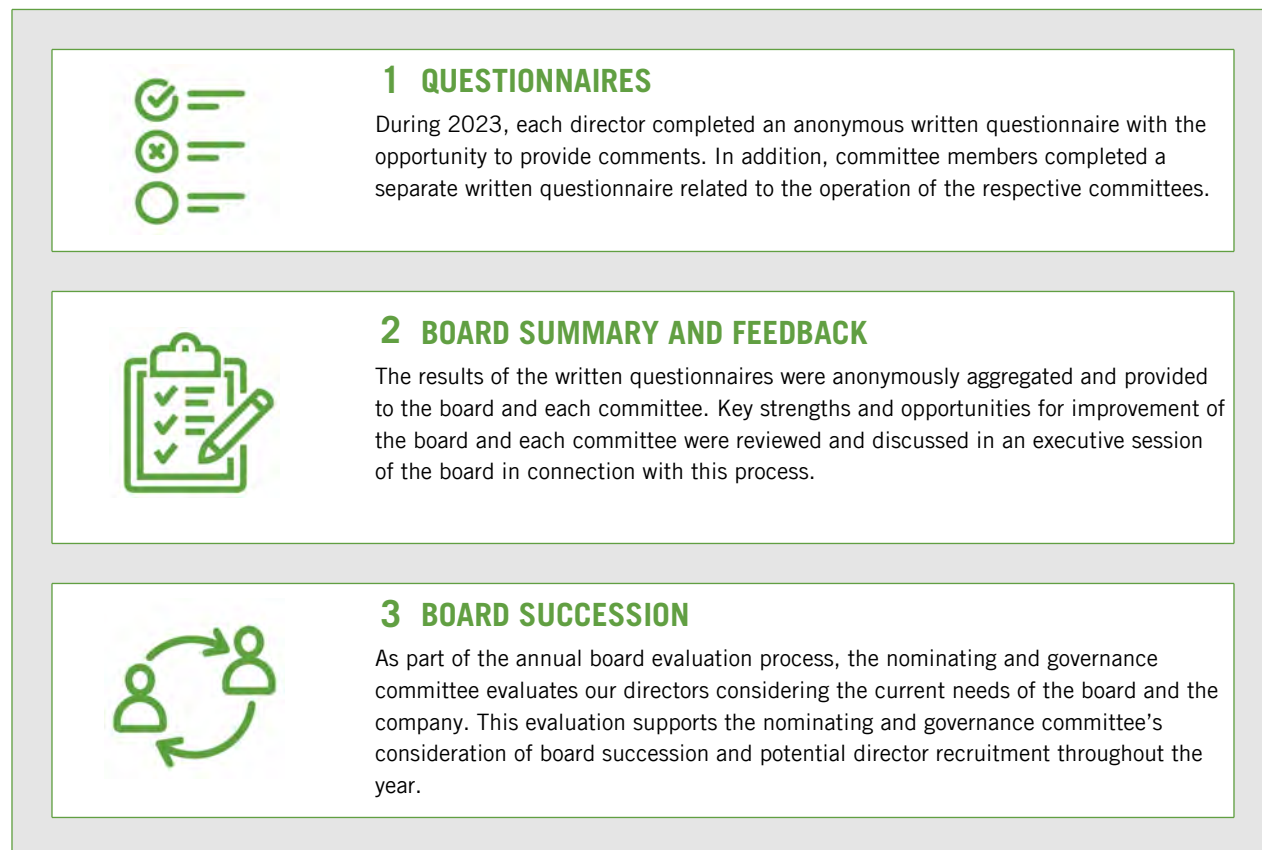 1 QUESTIONNAIRES
During 2023, each director completed an anonymous written questionnaire with the
opportunity to provide comments. In addition, committee members completed a
separate written questionnaire related to the operation of the respective committees.
2 BOARD SUMMARY AND FEEDBACK
The results of the written questionnaires were anonymously aggregated and provided
to the board and each committee. Key strengths and opportunities for improvement of
the board and each committee were reviewed and discussed in an executive session
of the board in connection with this process.
3 BOARD SUCCESSION
As part of the annual board evaluation process, the nominating and governance
committee evaluates our directors considering the current needs of the board and the
company. This evaluation supports the nominating and governance committee’s
consideration of board succession and potential director recruitment throughout the
year.